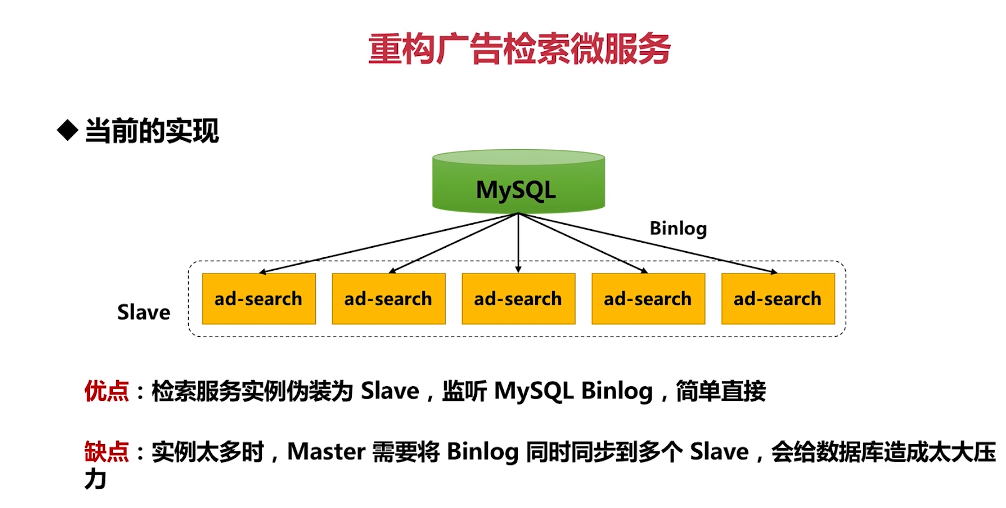 重构广告检索微服务
当前的实现
MySQL
Binlog
ad-search ad-search ad-search ad-search ad-search
Slave
优点：检索服务实例伪装为 Slave，监听 MySQL Binlog，简单直接
缺点：实例太多时，Master 需要将 Binlog 同时同步到多个 Slave，会给数据库造成太大压
力